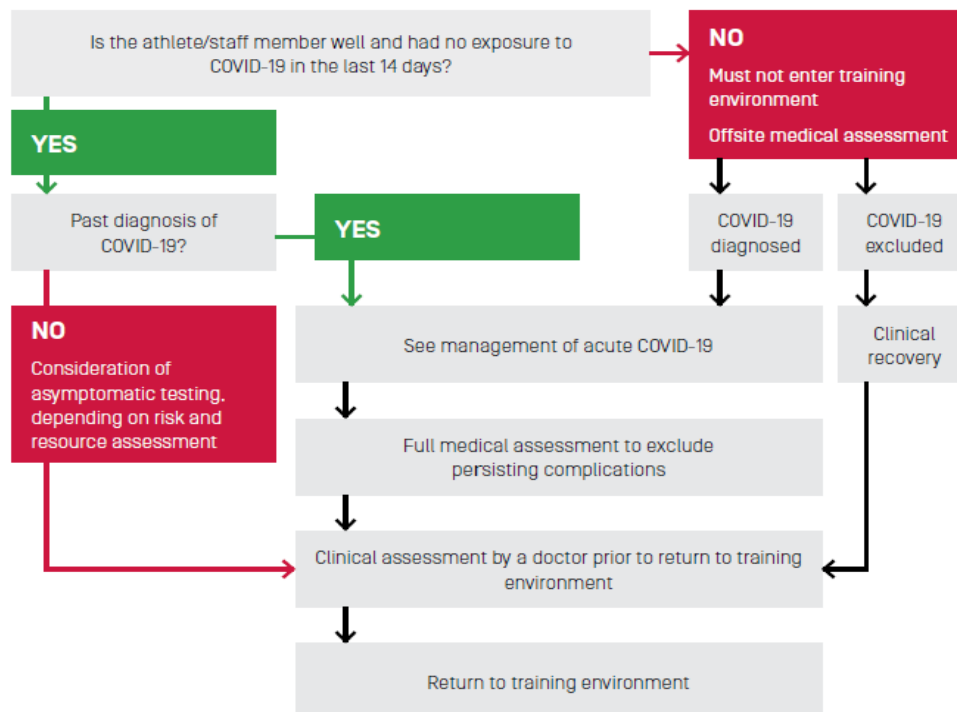 Is the athlete/staff member well and had no exposure to
COVID-19 in the last 14 days?
NO
Must not enter training
environment
Offsite medical assessment
YES
Past diagnosis of
COVID-19?
YES
COVID-19
diagnosed
COVID-19
excluded
NO
Consideration of
asymptomatic testing,
depending on risk and
resource assessment
See management of acute COVID-19
Clinical
recovery
Full medical assessment to exclude
persisting complications
Clinical assessment by a doctor prior to return to training
environment
Return to training environment